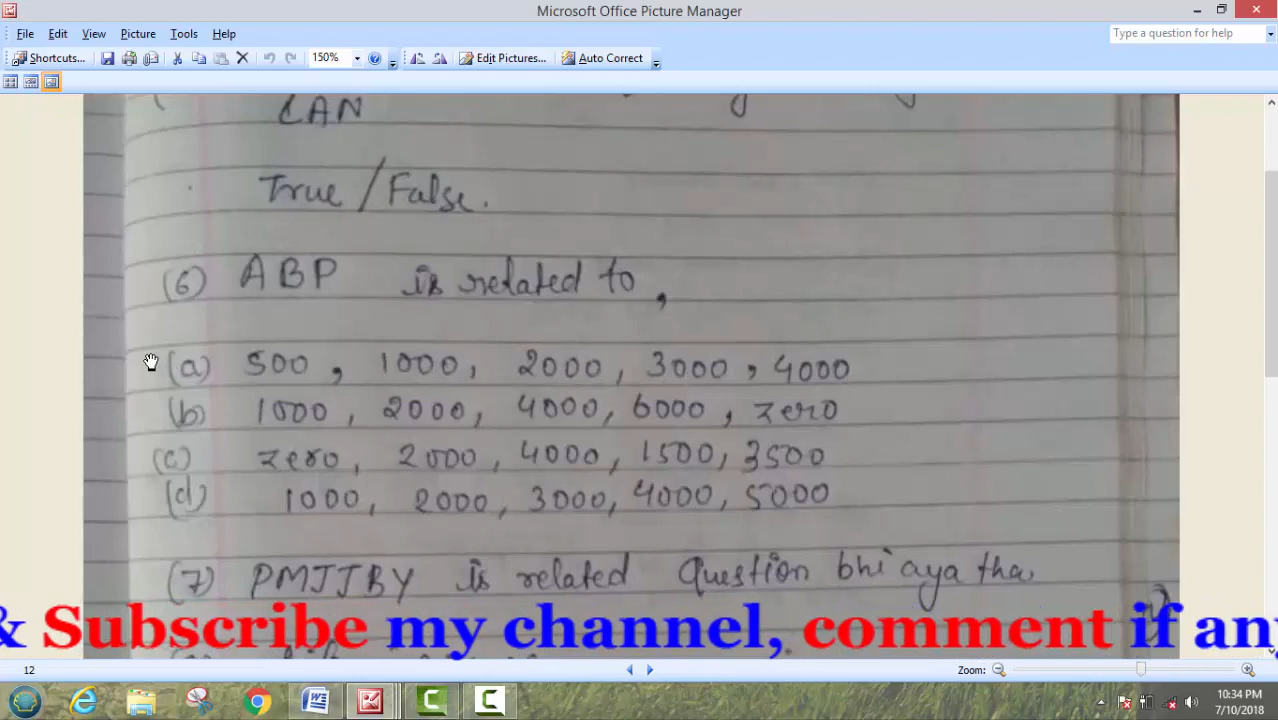 Microsoft Office Picture Manager
File Edit View Picture Tools Help
Type a question for help
Shortcuts... 150% Edit Pictures... Auto Correct
LAN
True/False.
(6) ABP is related to,
(a) 500, 1000, 2000, 3000, 4000
(b) 1000, 2000, 4000, 6000, zero
(c) zero, 2000, 4000, 1500, 3500
(d) 1000, 2000, 3000, 4000, 5000
(7) PMJJBY is related Question bhi aya tha,
& Subscribe my channel, comment if any
12 Zoom:
10:34 PM
7/10/2018